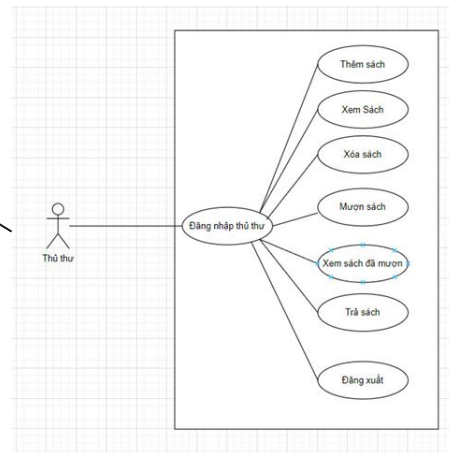 Thêm sách
Xem Sách
Xóa sách
Mượn sách
Đăng nhập thủ thư
Thủ thư
Xem sách đã mượn
Trả sách
Đăng xuất